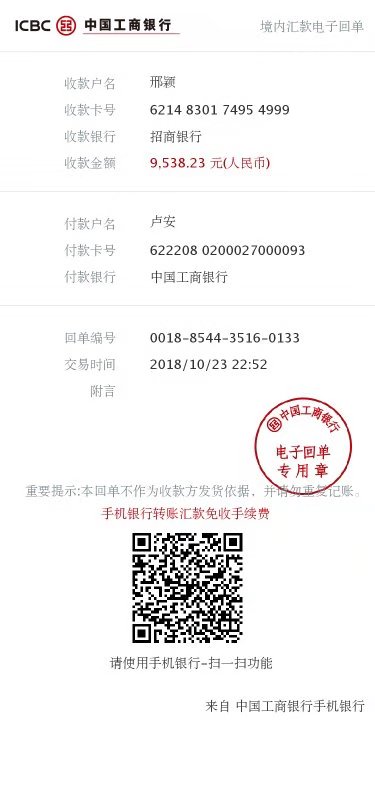 ICBC 中国工商银行 境内汇款电子回单
收款户名 邢颖
收款卡号 6214 8301 7495 4999
收款银行 招商银行
收款金额 9,538.23 元(人民币)
付款户名 卢安
付款卡号 622208 0200027000093
付款银行 中国工商银行
回单编号 0018-8544-3516-0133
交易时间 2018/10/23 22:52
附言
中国工商银行
电子回单
专用章
重要提示:本回单不作为收款方发货依据，并请勿重复记账。
手机银行转账汇款免收手续费
请使用手机银行-扫一扫功能
来自 中国工商银行手机银行